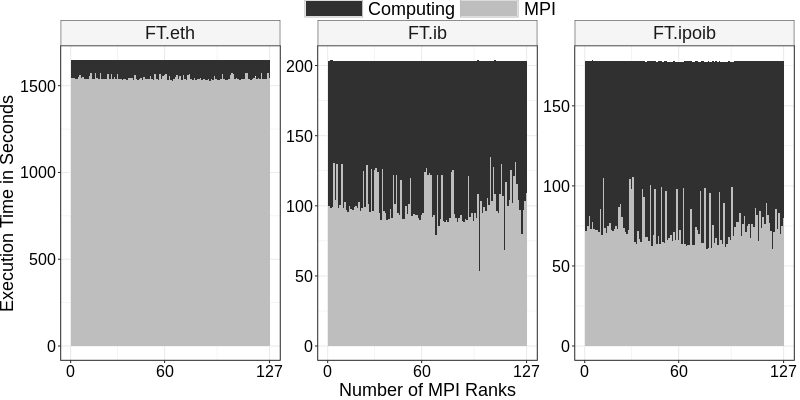 Computing MPI
FT.eth FT.ib FT.ipoib
Execution Time in Seconds
1500
1000
500
0
200
150
100
50
0
150
100
50
0
0 60 127 0 60 127 0 60 127
Number of MPI Ranks